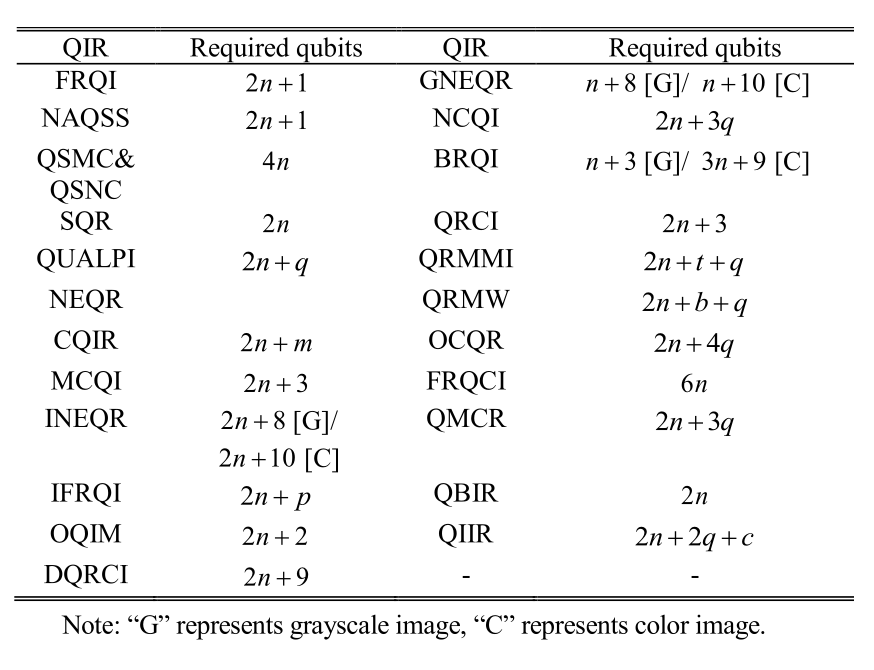 QIR Required qubits QIR Required qubits
FRQI 2n+1 GNEQR n+8 [G]/ n+10 [C]
NAQSS 2n+1 NCQI 2n+3q
QSMC& 4n BRQI n+3 [G]/ 3n+9 [C]
QSNC
SQR 2n QRCI 2n+3
QUALPI 2n+q QRMMI 2n+t+q
NEQR QRMW 2n+b+q
CQIR 2n+m OCQR 2n+4q
MCQI 2n+3 FRQCI 6n
INEQR 2n+8 [G]/ QMCR 2n+3q
2n+10 [C]
IFRQI 2n+p QBIR 2n
OQIM 2n+2 QIIR 2n+2q+c
DQRCI 2n+9 - -
Note: “G” represents grayscale image, “C” represents color image.